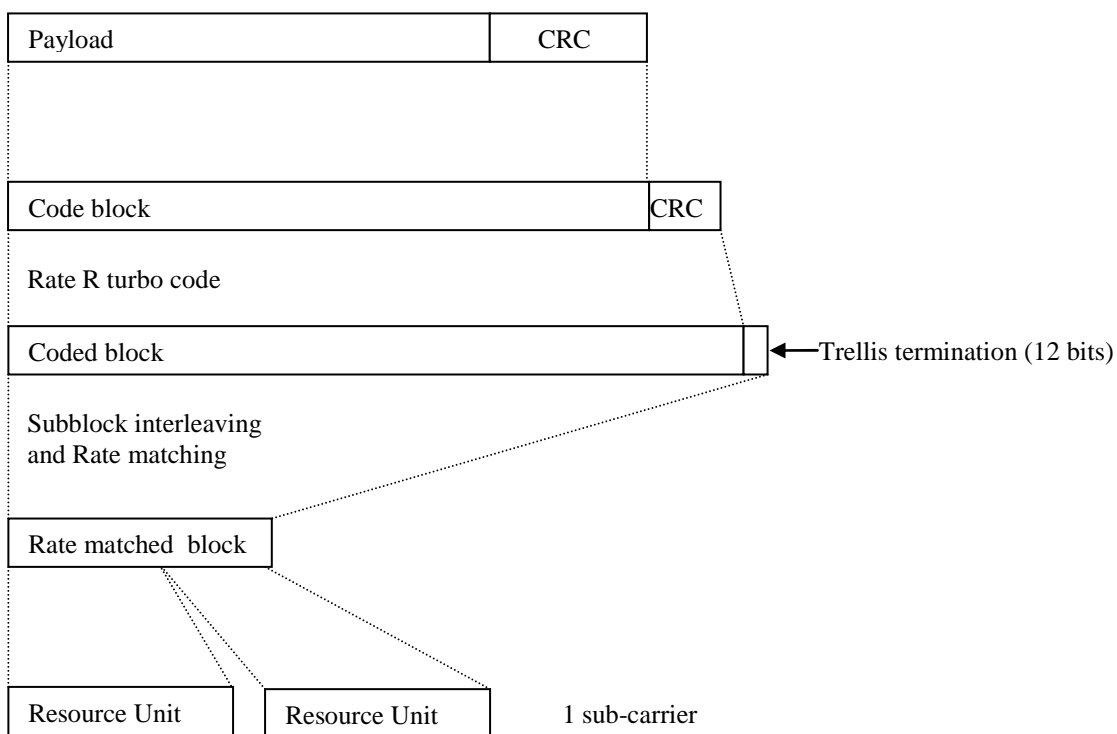 Payload
CRC
Code block
CRC
Rate R turbo code
Coded block
Trellis termination (12 bits)
Subblock interleaving
and Rate matching
Rate matched block
Resource Unit
Resource Unit
1 sub-carrier